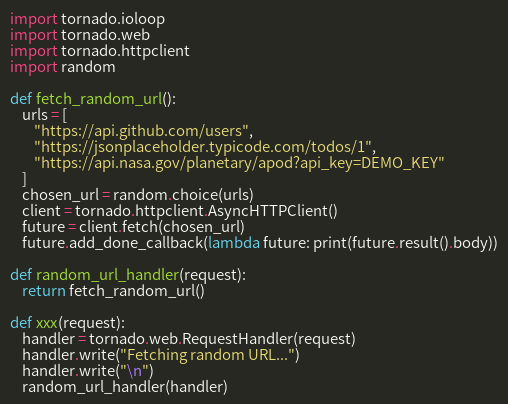 import tornado.ioloop
import tornado.web
import tornado.httpclient
import random

def fetch_random_url():
    urls = [
        "https://api.github.com/users",
        "https://jsonplaceholder.typicode.com/todos/1",
        "https://api.nasa.gov/planetary/apod?api_key=DEMO_KEY"
    ]
    chosen_url = random.choice(urls)
    client = tornado.httpclient.AsyncHTTPClient()
    future = client.fetch(chosen_url)
    future.add_done_callback(lambda future: print(future.result().body))

def random_url_handler(request):
    return fetch_random_url()

def xxx(request):
    handler = tornado.web.RequestHandler(request)
    handler.write("Fetching random URL...")
    handler.write("\n")
    random_url_handler(handler)